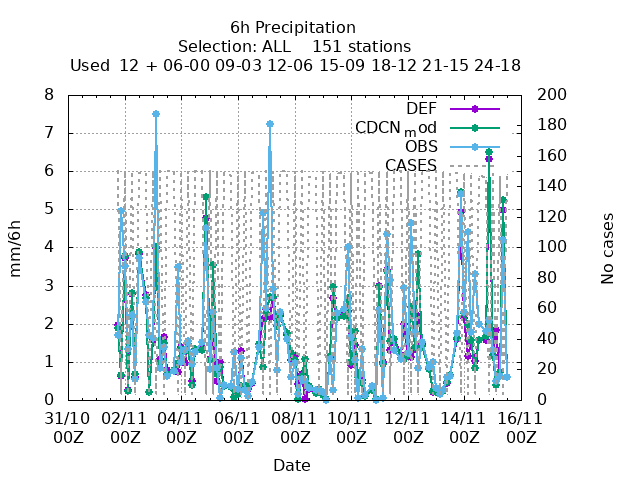 6h Precipitation
Selection: ALL    151 stations
Used  12 + 06-00 09-03 12-06 15-09 18-12 21-15 24-18
8 200
DEF 180
7
CDCNmod 160
OBS
6 CASES 140
5 120
4 100
3 80
60
2
40
1
20
0 0
mm/6h
No cases
31/10 02/11 04/11 06/11 08/11 10/11 12/11 14/11 16/11
00Z 00Z 00Z 00Z 00Z 00Z 00Z 00Z 00Z
Date